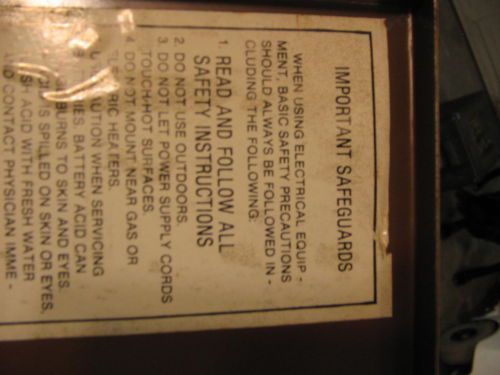 IMPORTANT SAFEGUARDS
WHEN USING ELECTRICAL EQUIP -
MENT, BASIC SAFETY PRECAUTIONS
SHOULD ALWAYS BE FOLLOWED IN -
CLUDING THE FOLLOWING:
1. READ AND FOLLOW ALL
SAFETY INSTRUCTIONS
2. DO NOT USE OUTDOORS.
3. DO NOT LET POWER SUPPLY CORDS
TOUCH HOT SURFACES.
4. DO NOT MOUNT NEAR GAS OR
HEATERS.
WHEN SERVICING
BATTERY ACID CAN
BURNS TO SKIN AND EYES.
IS SPILLED ON SKIN OR EYES,
ACID WITH FRESH WATER
CONTACT PHYSICIAN IMME -